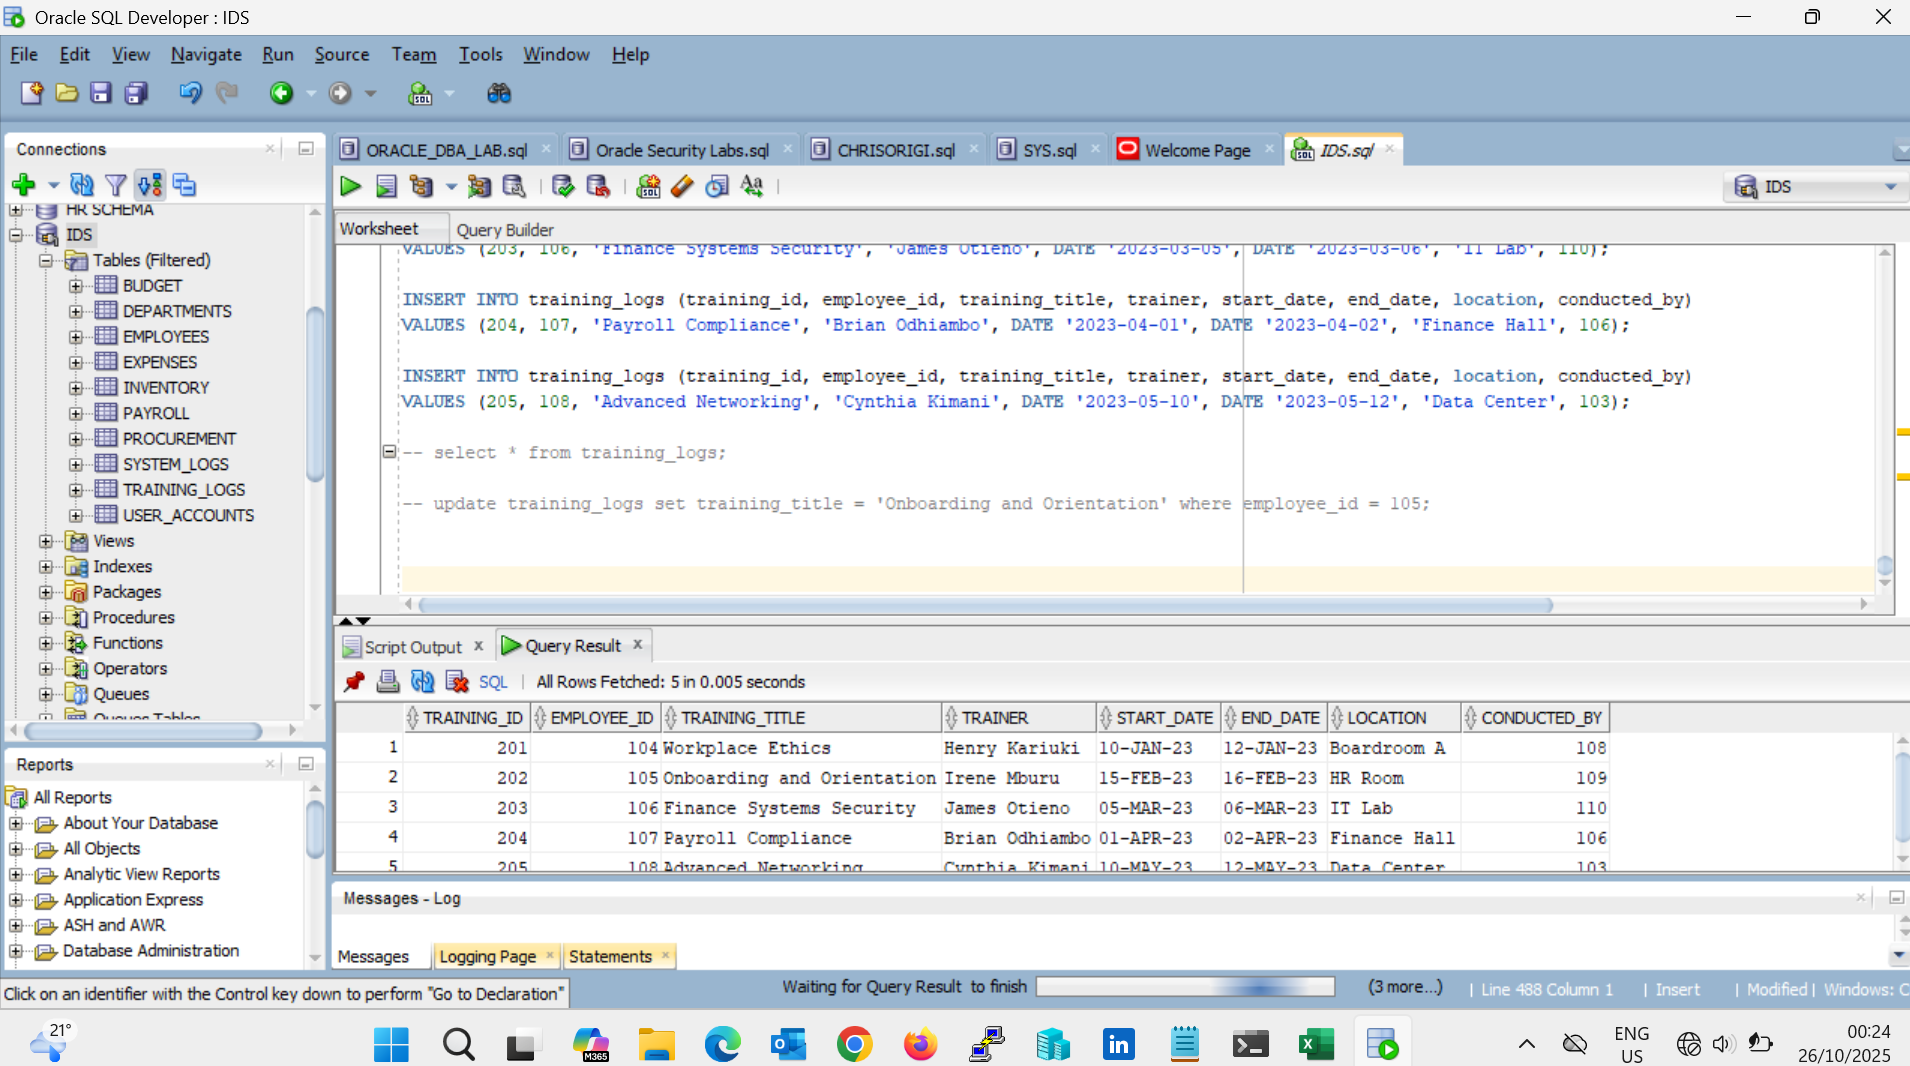 Oracle SQL Developer : IDS
File Edit View Navigate Run Source Team Tools Window Help
Connections
HR SCHEMA
IDS
Tables (Filtered)
BUDGET
DEPARTMENTS
EMPLOYEES
EXPENSES
INVENTORY
PAYROLL
PROCUREMENT
SYSTEM_LOGS
TRAINING_LOGS
USER_ACCOUNTS
Views
Indexes
Packages
Procedures
Functions
Operators
Queues
Queues Tables
Reports
All Reports
About Your Database
All Objects
Analytic View Reports
Application Express
ASH and AWR
Database Administration
ORACLE_DBA_LAB.sql Oracle Security Labs.sql CHRISORIGI.sql SYS.sql Welcome Page IDS.sql
IDS
Worksheet Query Builder
VALUES (203, 106, 'Finance Systems Security', 'James Otieno', DATE '2023-03-05', DATE '2023-03-06', 'IT Lab', 110);
INSERT INTO training_logs (training_id, employee_id, training_title, trainer, start_date, end_date, location, conducted_by)
VALUES (204, 107, 'Payroll Compliance', 'Brian Odhiambo', DATE '2023-04-01', DATE '2023-04-02', 'Finance Hall', 106);
INSERT INTO training_logs (training_id, employee_id, training_title, trainer, start_date, end_date, location, conducted_by)
VALUES (205, 108, 'Advanced Networking', 'Cynthia Kimani', DATE '2023-05-10', DATE '2023-05-12', 'Data Center', 103);
-- select * from training_logs;
-- update training_logs set training_title = 'Onboarding and Orientation' where employee_id = 105;
Script Output x Query Result x
SQL | All Rows Fetched: 5 in 0.005 seconds
TRAINING_ID EMPLOYEE_ID TRAINING_TITLE TRAINER START_DATE END_DATE LOCATION CONDUCTED_BY
1 201 104 Workplace Ethics Henry Kariuki 10-JAN-23 12-JAN-23 Boardroom A 108
2 202 105 Onboarding and Orientation Irene Mburu 15-FEB-23 16-FEB-23 HR Room 109
3 203 106 Finance Systems Security James Otieno 05-MAR-23 06-MAR-23 IT Lab 110
4 204 107 Payroll Compliance Brian Odhiambo 01-APR-23 02-APR-23 Finance Hall 106
5 205 108 Advanced Networking Cynthia Kimani 10-MAY-23 12-MAY-23 Data Center 103
Messages - Log
Messages Logging Page Statements
Click on an identifier with the Control key down to perform "Go to Declaration"
Waiting for Query Result to finish (3 more...) | Line 488 Column 1 | Insert | Modified | Windows: C
21°
M365
ENG
US
00:24
26/10/2025